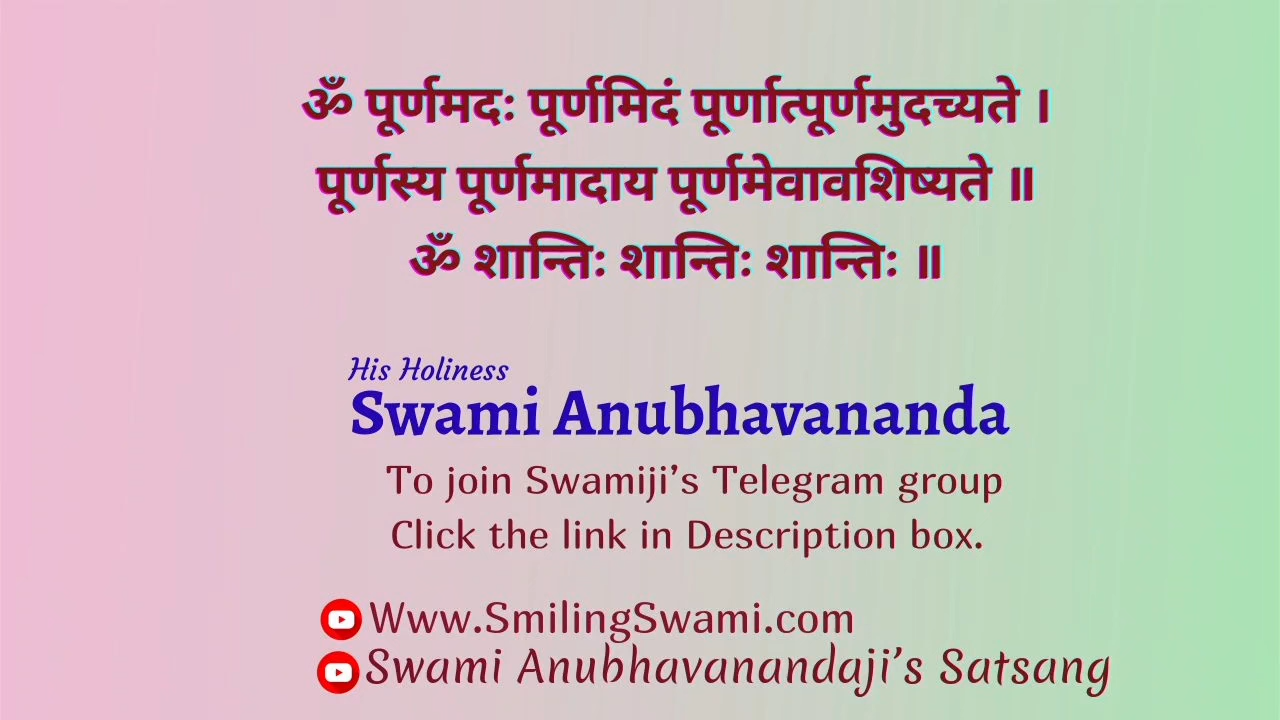 ॐ पूर्णमदः पूर्णमिदं पूर्णात्पूर्णमुदच्यते ।
पूर्णस्य पूर्णमादाय पूर्णमेवावशिष्यते ॥
ॐ शान्तिः शान्तिः शान्तिः ॥
His Holiness
Swami Anubhavananda
To join Swamiji's Telegram group
Click the link in Description box.
Www.SmilingSwami.com
Swami Anubhavanandaji's Satsang